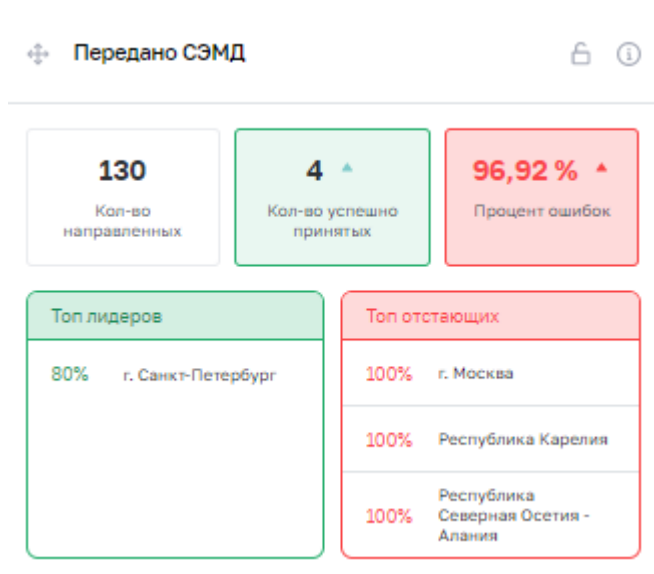 Передано СЭМД
130
Кол-во
направленных
4
Кол-во успешно
принятых
96,92 %
Процент ошибок
Топ лидеров
80% г. Санкт-Петербург
Топ отстающих
100% г. Москва
100% Республика Карелия
100% Республика
Северная Осетия -
Алания